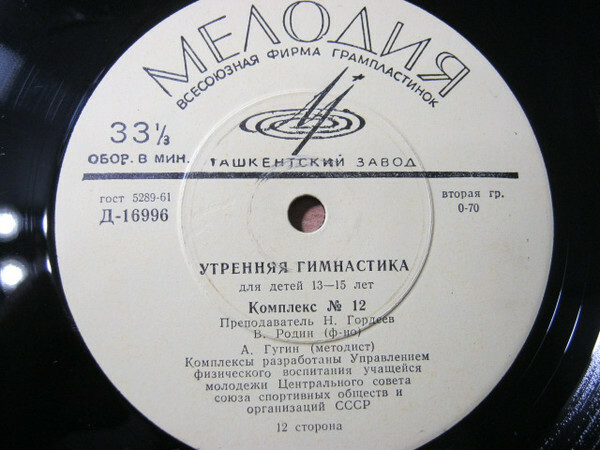 МЕЛОДИЯ
ВСЕСОЮЗНАЯ ФИРМА ГРАМПЛАСТИНОК
33⅓
ОБОР. В МИН.
ТАШКЕНТСКИЙ ЗАВОД
гост 5289-61
Д-16996
вторая гр.
0-70
УТРЕННЯЯ ГИМНАСТИКА
для детей 13—15 лет
Комплекс № 12
Преподаватель Н. Гордеев
В. Родин (ф-но)
А. Гугин (методист)
Комплексы разработаны Управлением
физического воспитания учащейся
молодежи Центрального совета
союза спортивных обществ и
организаций СССР
12 сторона